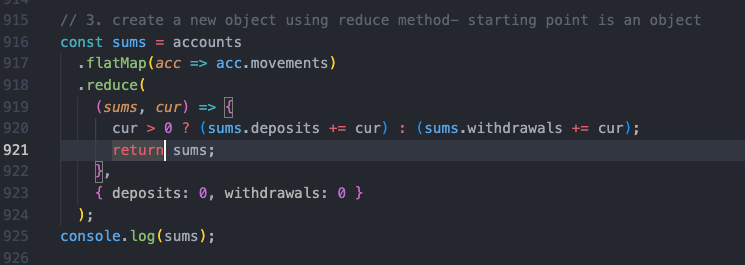 914
915 // 3. create a new object using reduce method– starting point is an object
916 const sums = accounts
917 .flatMap(acc => acc.movements)
918 .reduce(
919 (sums, cur) => {
920 cur > 0 ? (sums.deposits += cur) : (sums.withdrawals += cur);
921 return sums;
922 },
923 { deposits: 0, withdrawals: 0 }
924 );
925 console.log(sums);
926